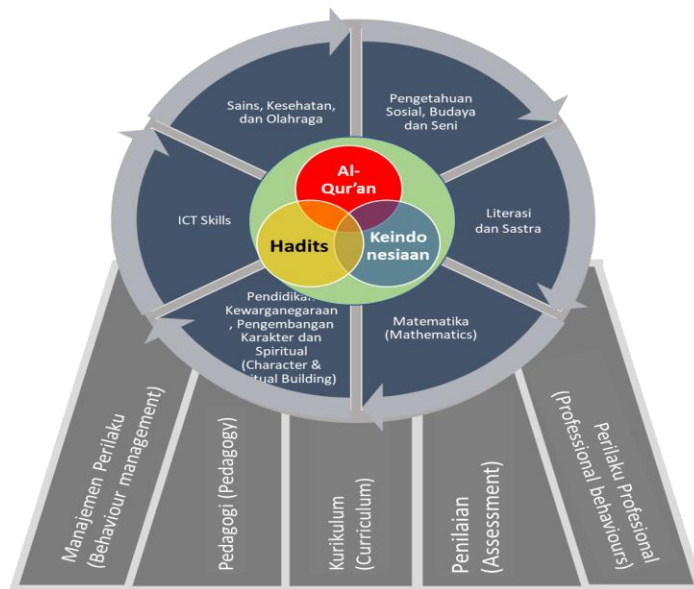 Sains, Kesehatan,
dan Olahraga
Pengetahuan
Sosial, Budaya
dan Seni
Al-
Qur'an
ICT Skills
Hadits
Keindo
nesiaan
Literasi
dan Sastra
Kewarganegaraan
, Pengembangan
Karakter dan
Spiritual
(Character &
Building)
Matematika
(Mathematics)
Manajemen Perilaku
(Behaviour management)
Pedagogi (Pedagogy)
Kurikulum
(Curriculum)
Penilaian
(Assessment)
Perilaku Profesional
(Professional behaviours)